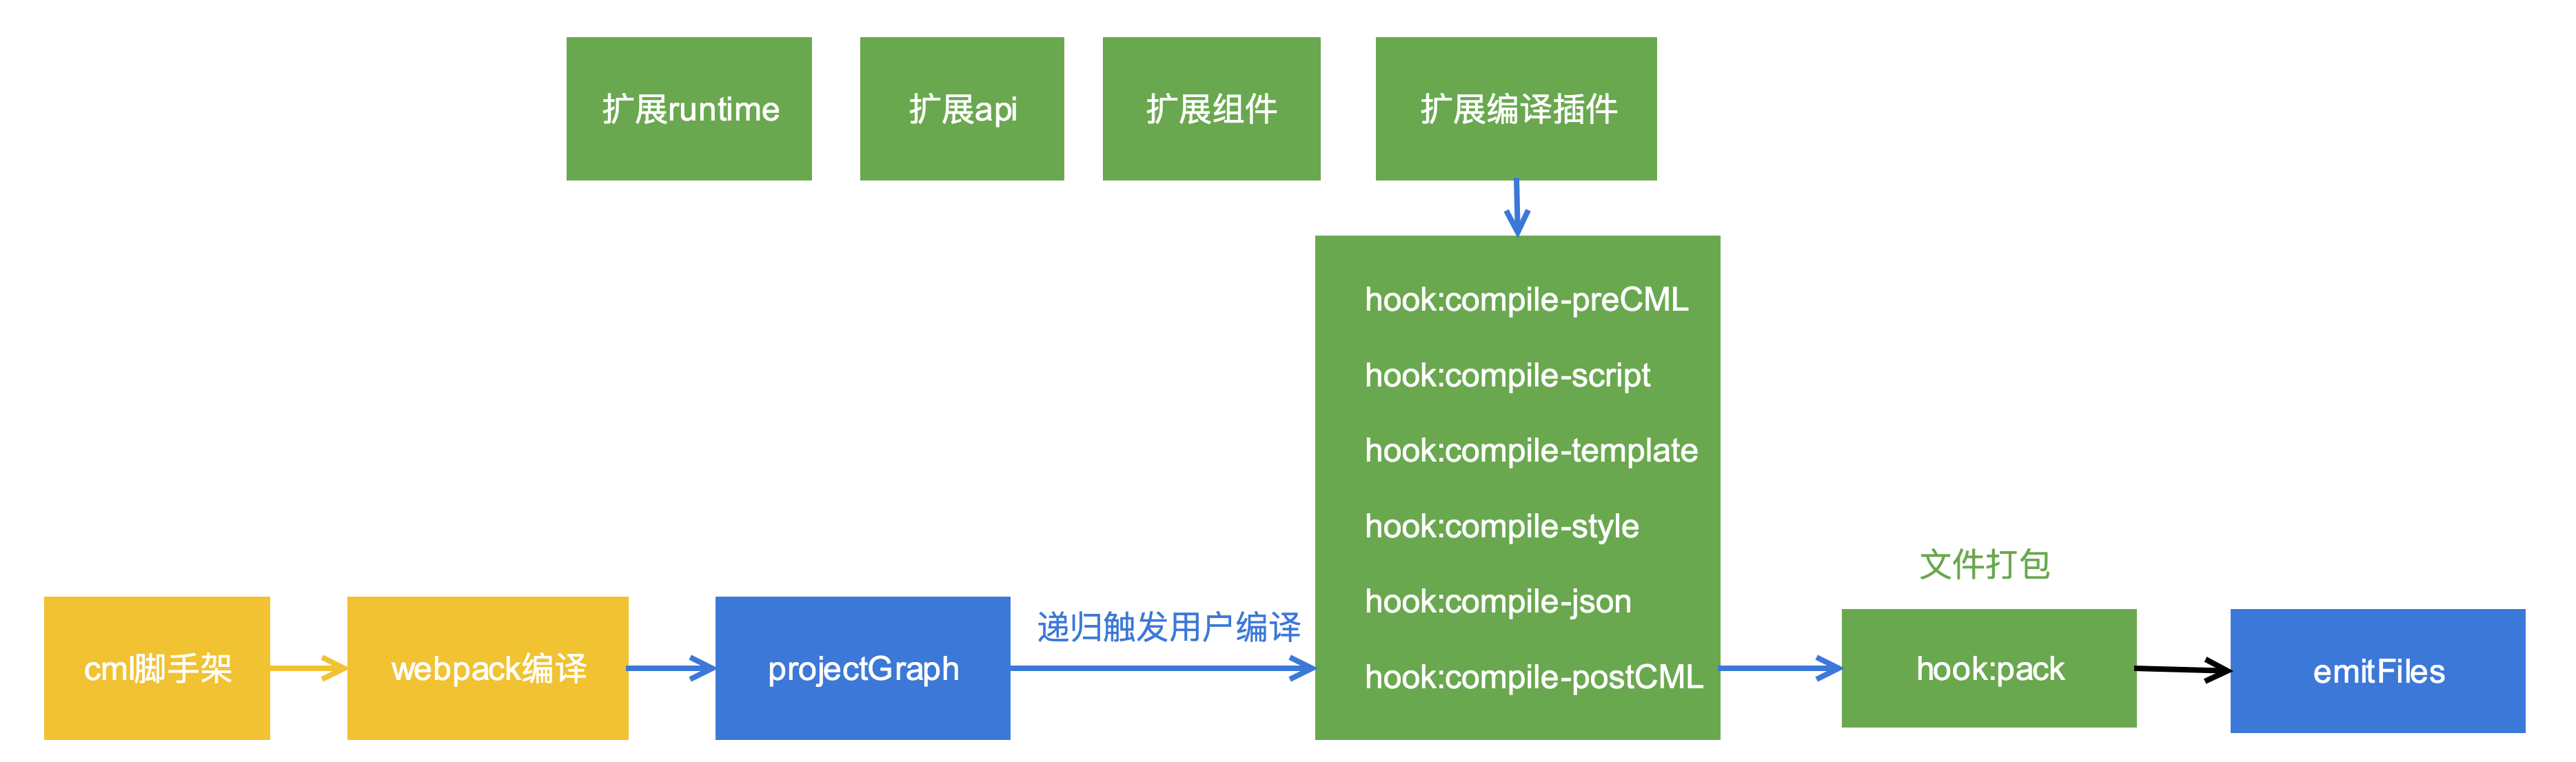 扩展runtime
扩展api
扩展组件
扩展编译插件
hook:compile-preCML
hook:compile-script
hook:compile-template
hook:compile-style
hook:compile-json
hook:compile-postCML
cml脚手架
webpack编译
projectGraph
递归触发用户编译
文件打包
hook:pack
emitFiles